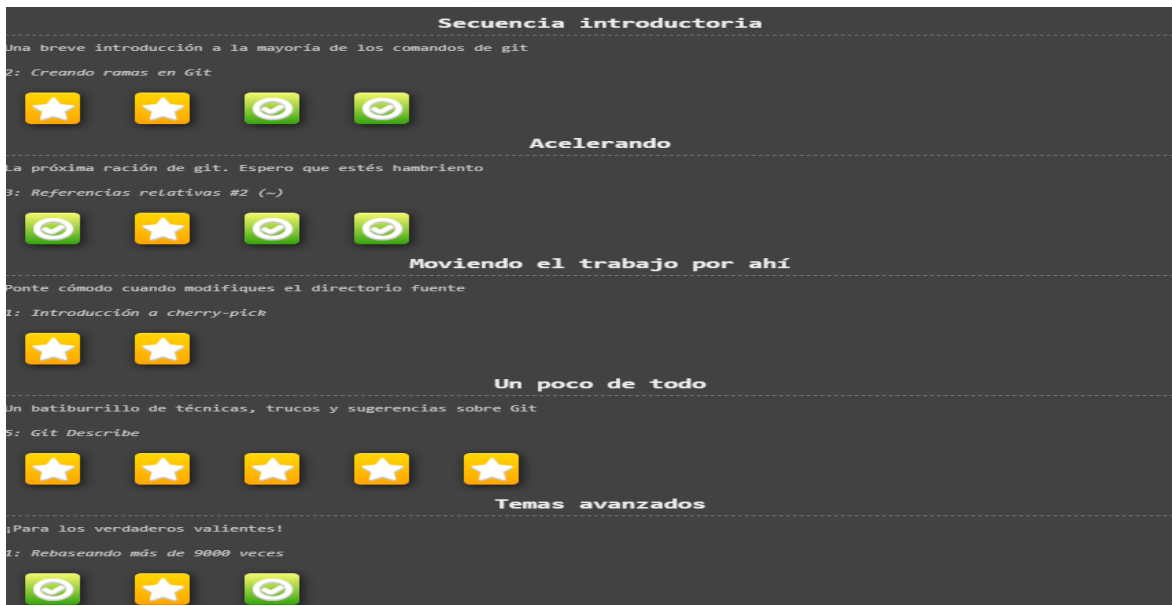 Secuencia introductoria
Una breve introducción a la mayoría de los comandos de git
2: Creando ramas en Git
Acelerando
La próxima ración de git. Espero que estés hambriento
3: Referencias relativas #2 (~)
Moviendo el trabajo por ahí
Ponte cómodo cuando modifiques el directorio fuente
1: Introducción a cherry-pick
Un poco de todo
Un batiburrillo de técnicas, trucos y sugerencias sobre Git
5: Git Describe
Temas avanzados
¡Para los verdaderos valientes!
1: Rebaseando más de 9000 veces